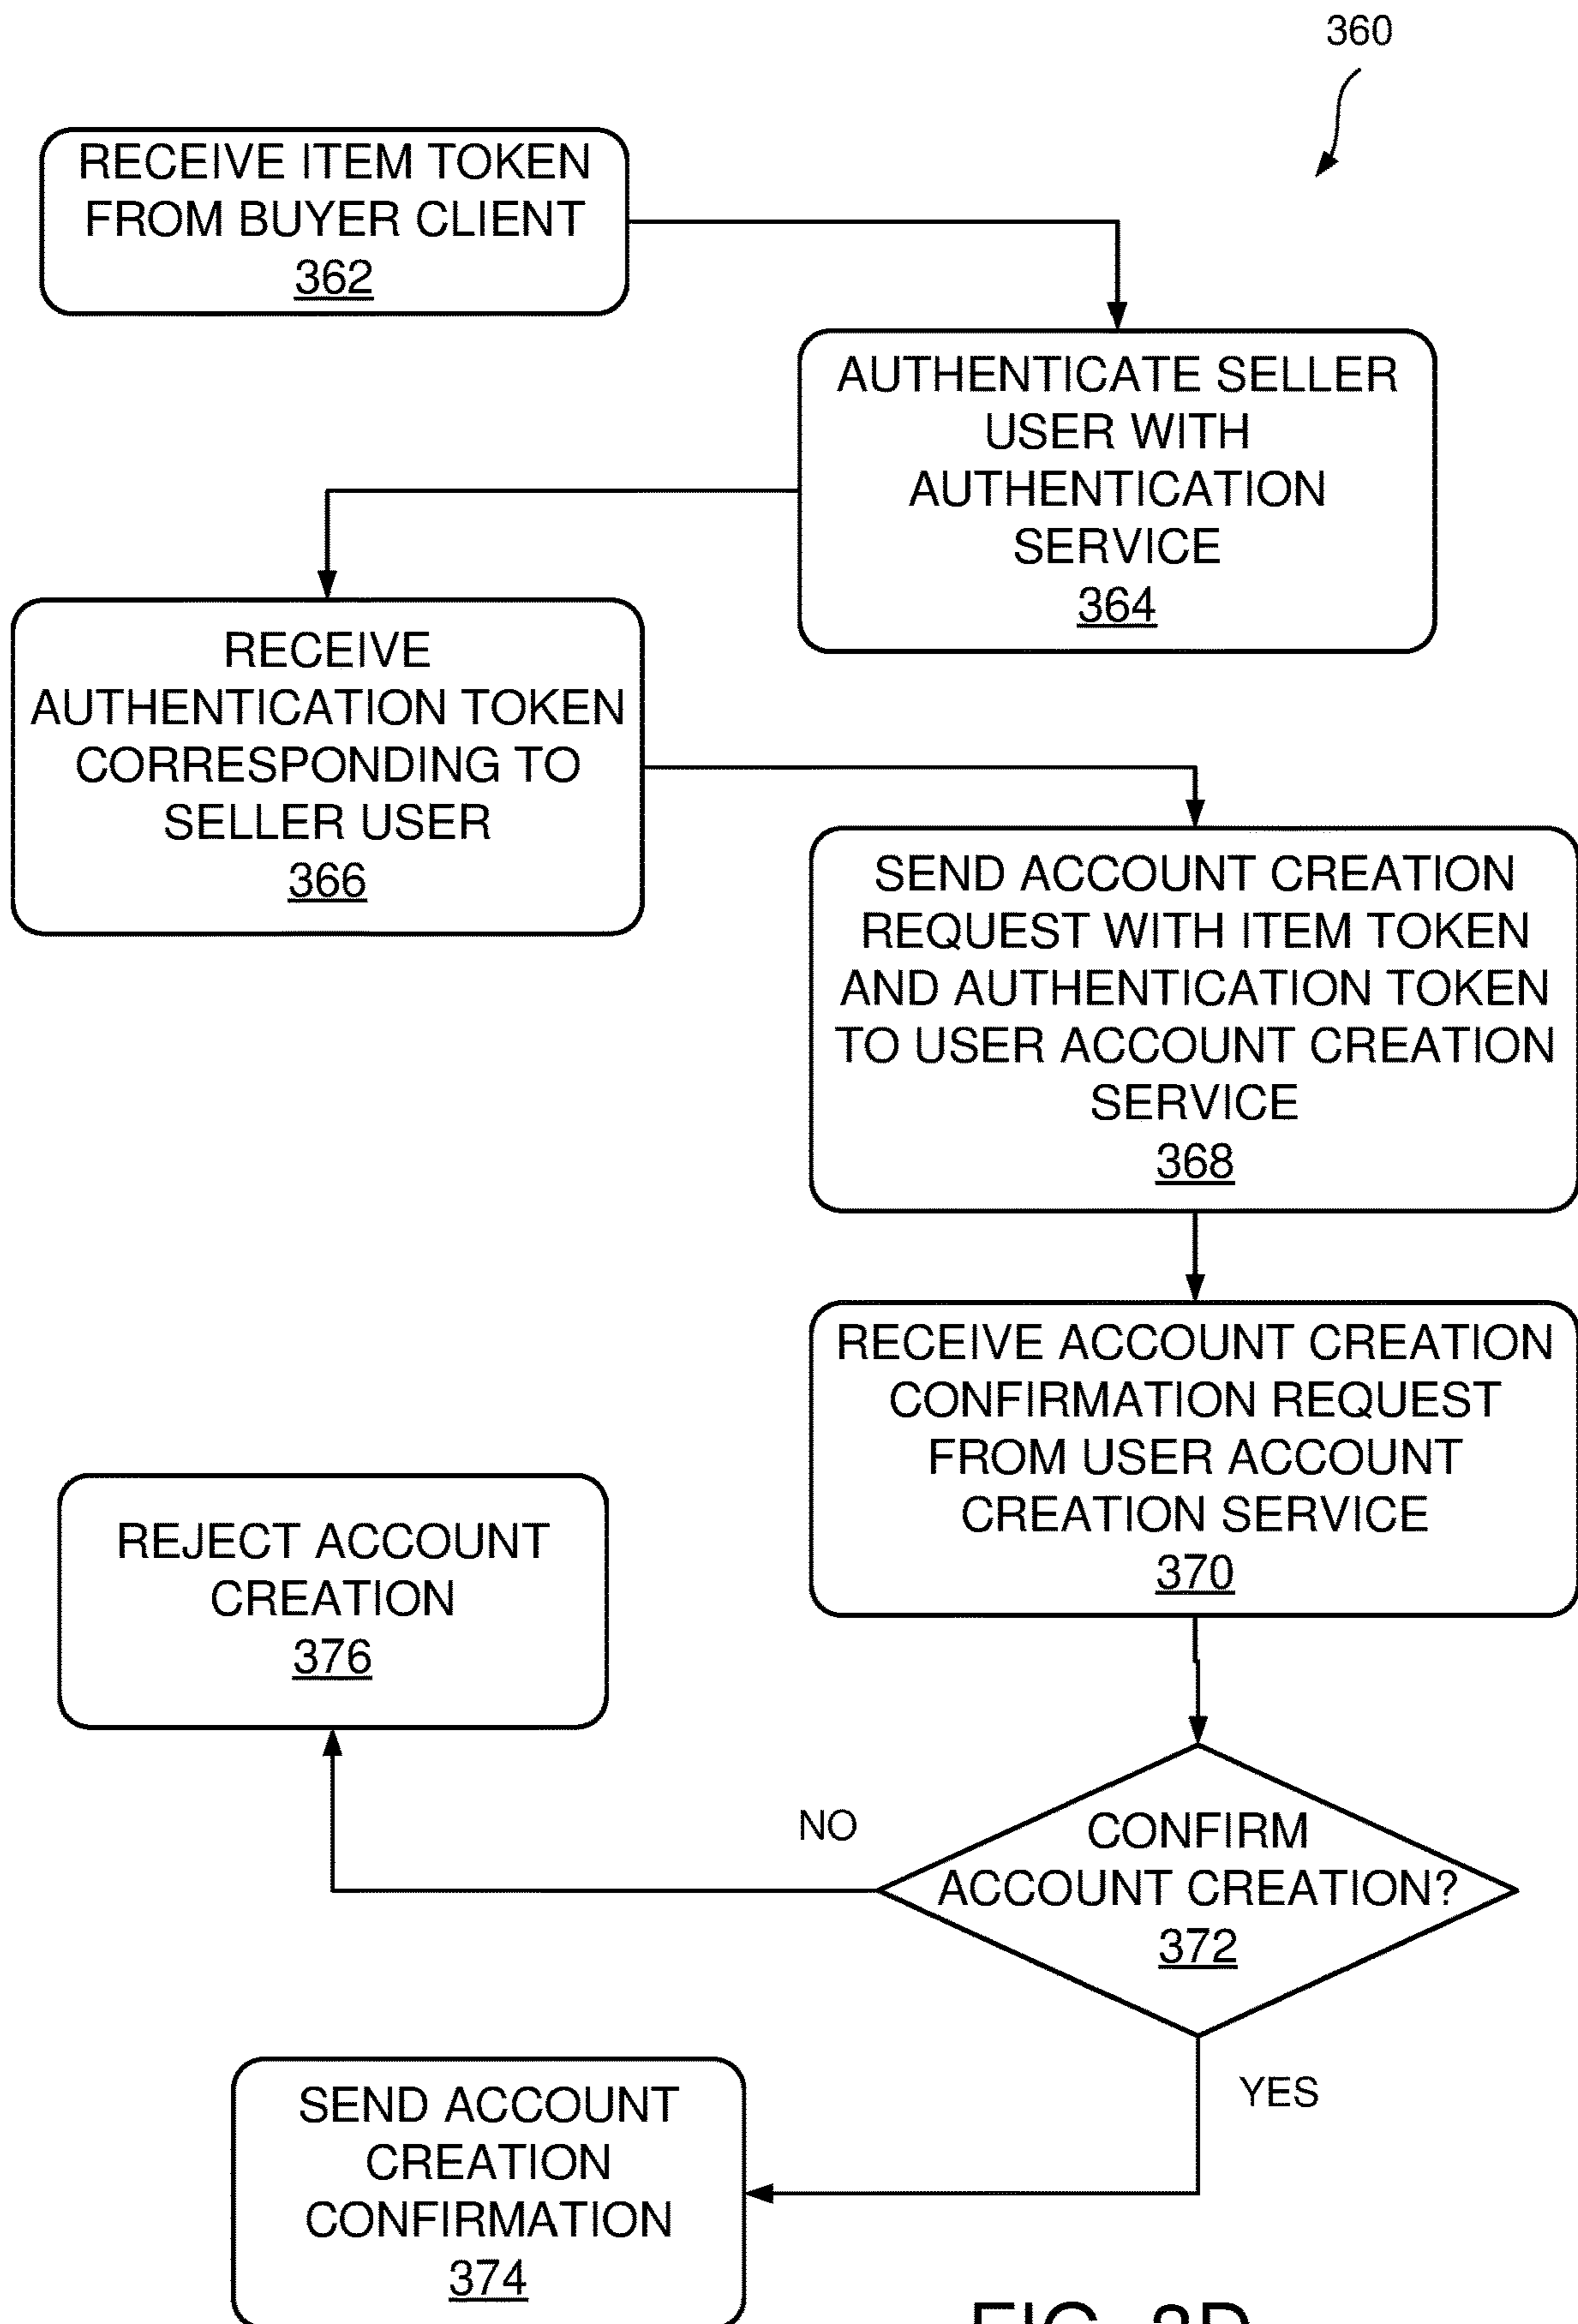 360
RECEIVE ITEM TOKEN
FROM BUYER CLIENT
362
AUTHENTICATE SELLER
USER WITH
AUTHENTICATION
SERVICE
364
RECEIVE
AUTHENTICATION TOKEN
CORRESPONDING TO
SELLER USER
366
SEND ACCOUNT CREATION
REQUEST WITH ITEM TOKEN
AND AUTHENTICATION TOKEN
TO USER ACCOUNT CREATION
SERVICE
368
RECEIVE ACCOUNT CREATION
CONFIRMATION REQUEST
FROM USER ACCOUNT
CREATION SERVICE
370
REJECT ACCOUNT
CREATION
376
NO
CONFIRM
ACCOUNT CREATION?
372
YES
SEND ACCOUNT
CREATION
CONFIRMATION
374